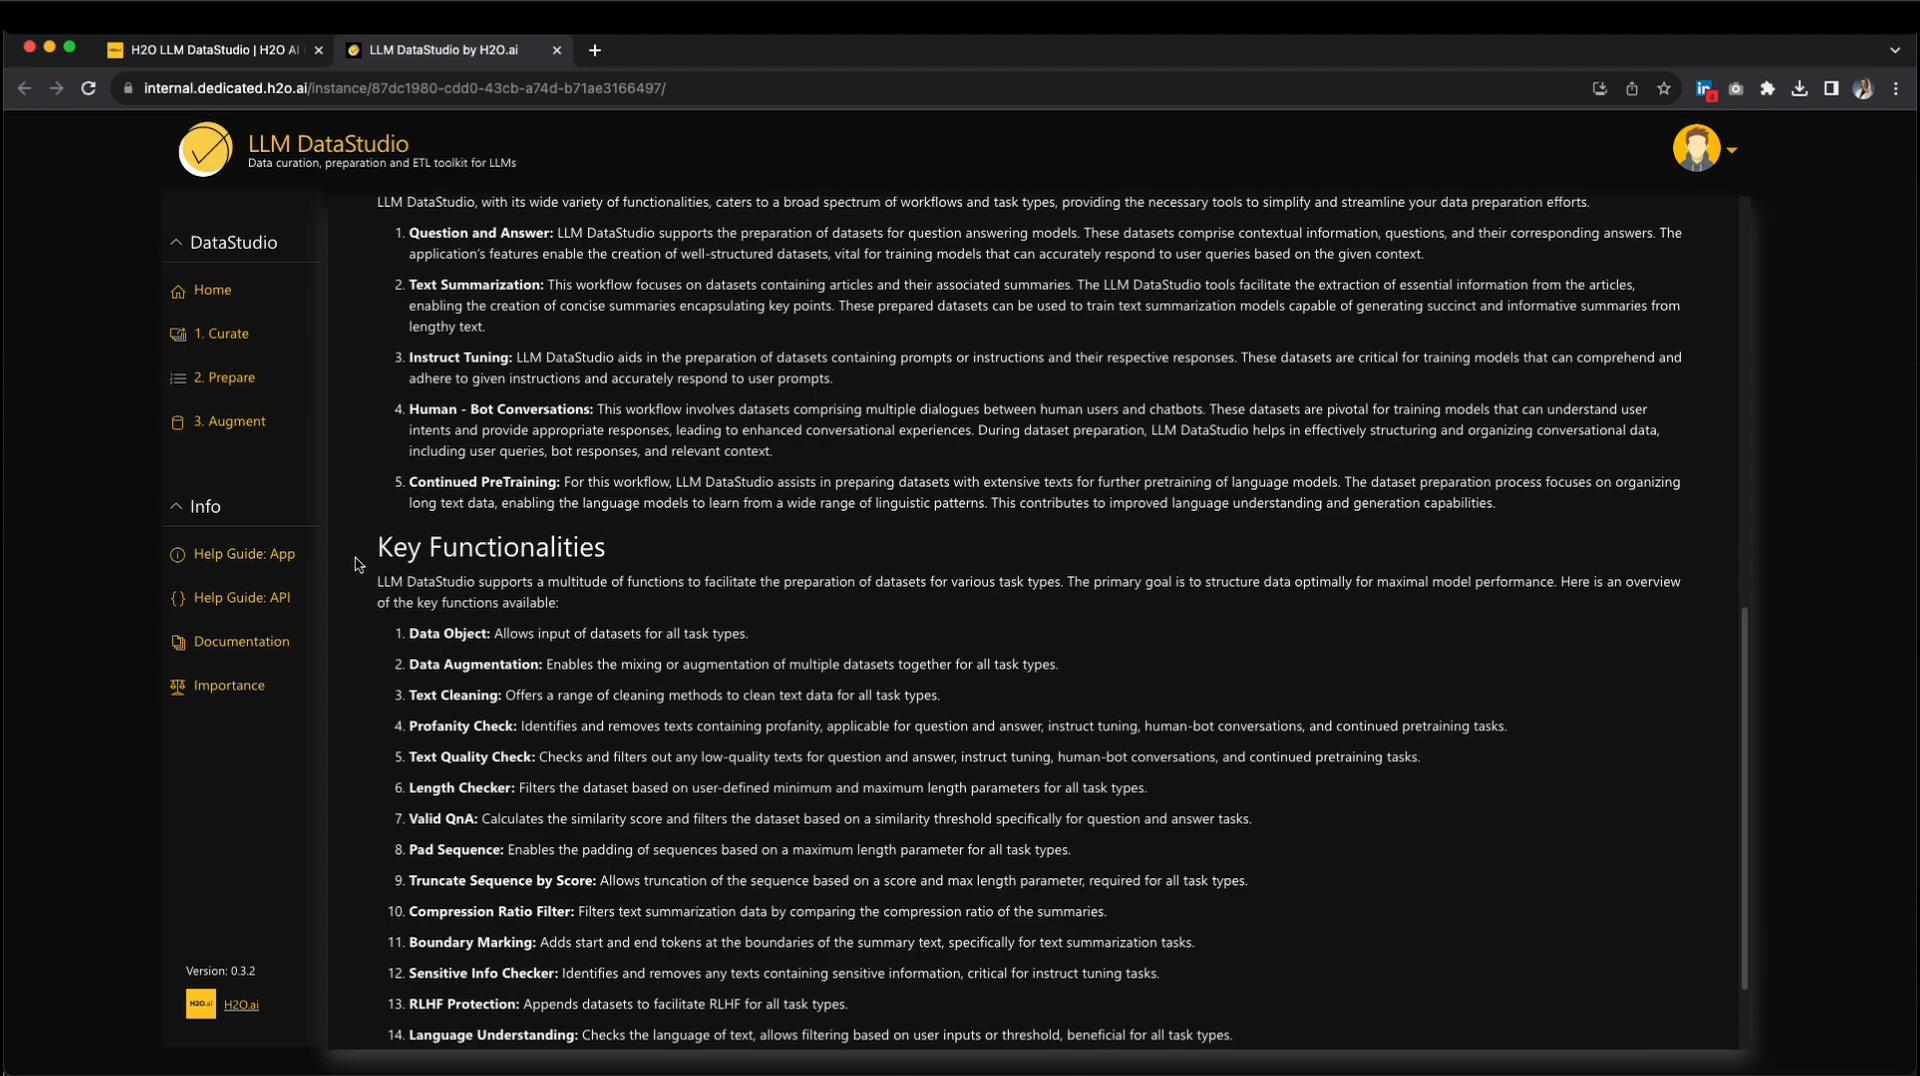 H2O LLM DataStudio | H2O AI
LLM DataStudio by H2O.ai
internal.dedicated.h2o.ai/instance/87dc1980-cdd0-43cb-a74d-b71ae3166497/
in
4
LLM DataStudio
Data curation, preparation and ETL toolkit for LLMs
DataStudio
Home
1. Curate
2. Prepare
3. Augment
Info
Help Guide: App
Help Guide: API
Documentation
Importance
Version: 0.3.2
H2O.ai
H2O.ai
LLM DataStudio, with its wide variety of functionalities, caters to a broad spectrum of workflows and task types, providing the necessary tools to simplify and streamline your data preparation efforts.
1. Question and Answer: LLM DataStudio supports the preparation of datasets for question answering models. These datasets comprise contextual information, questions, and their corresponding answers. The
application's features enable the creation of well-structured datasets, vital for training models that can accurately respond to user queries based on the given context.
2. Text Summarization: This workflow focuses on datasets containing articles and their associated summaries. The LLM DataStudio tools facilitate the extraction of essential information from the articles,
enabling the creation of concise summaries encapsulating key points. These prepared datasets can be used to train text summarization models capable of generating succinct and informative summaries from
lengthy text.
3. Instruct Tuning: LLM DataStudio aids in the preparation of datasets containing prompts or instructions and their respective responses. These datasets are critical for training models that can comprehend and
adhere to given instructions and accurately respond to user prompts.
4. Human - Bot Conversations: This workflow involves datasets comprising multiple dialogues between human users and chatbots. These datasets are pivotal for training models that can understand user
intents and provide appropriate responses, leading to enhanced conversational experiences. During dataset preparation, LLM DataStudio helps in effectively structuring and organizing conversational data,
including user queries, bot responses, and relevant context.
5. Continued PreTraining: For this workflow, LLM DataStudio assists in preparing datasets with extensive texts for further pretraining of language models. The dataset preparation process focuses on organizing
long text data, enabling the language models to learn from a wide range of linguistic patterns. This contributes to improved language understanding and generation capabilities.
Key Functionalities
LLM DataStudio supports a multitude of functions to facilitate the preparation of datasets for various task types. The primary goal is to structure data optimally for maximal model performance. Here is an overview
of the key functions available:
1. Data Object: Allows input of datasets for all task types.
2. Data Augmentation: Enables the mixing or augmentation of multiple datasets together for all task types.
3. Text Cleaning: Offers a range of cleaning methods to clean text data for all task types.
4. Profanity Check: Identifies and removes texts containing profanity, applicable for question and answer, instruct tuning, human-bot conversations, and continued pretraining tasks.
5. Text Quality Check: Checks and filters out any low-quality texts for question and answer, instruct tuning, human-bot conversations, and continued pretraining tasks.
6. Length Checker: Filters the dataset based on user-defined minimum and maximum length parameters for all task types.
7. Valid QnA: Calculates the similarity score and filters the dataset based on a similarity threshold specifically for question and answer tasks.
8. Pad Sequence: Enables the padding of sequences based on a maximum length parameter for all task types.
9. Truncate Sequence by Score: Allows truncation of the sequence based on a score and max length parameter, required for all task types.
10. Compression Ratio Filter: Filters text summarization data by comparing the compression ratio of the summaries.
11. Boundary Marking: Adds start and end tokens at the boundaries of the summary text, specifically for text summarization tasks.
12. Sensitive Info Checker: Identifies and removes any texts containing sensitive information, critical for instruct tuning tasks.
13. RLHF Protection: Appends datasets to facilitate RLHF for all task types.
14. Language Understanding: Checks the language of text, allows filtering based on user inputs or threshold, beneficial for all task types.